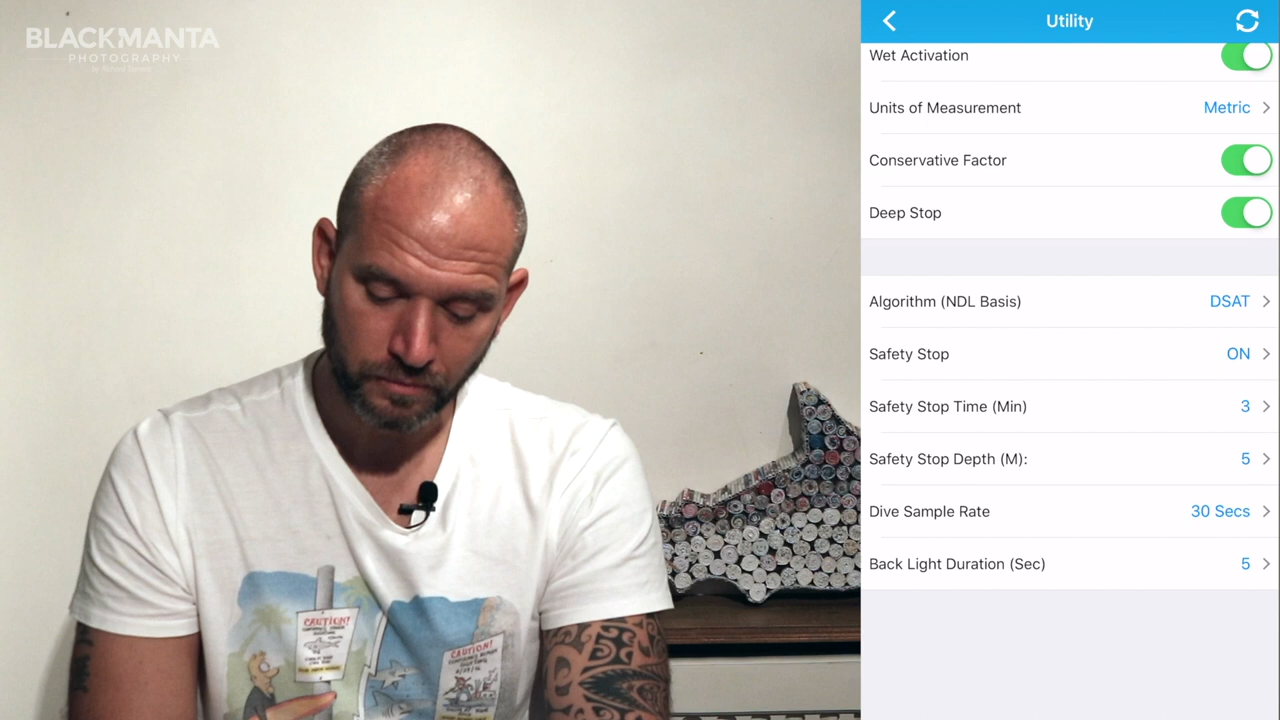 BLACKMANTA
PHOTOGRAPHY
Utility
Wet Activation
Units of Measurement Metric
Conservative Factor
Deep Stop
Algorithm (NDL Basis) DSAT
Safety Stop ON
Safety Stop Time (Min) 3
Safety Stop Depth (M): 5
Dive Sample Rate 30 Secs
Back Light Duration (Sec) 5
CAUTION!
CAUTION!